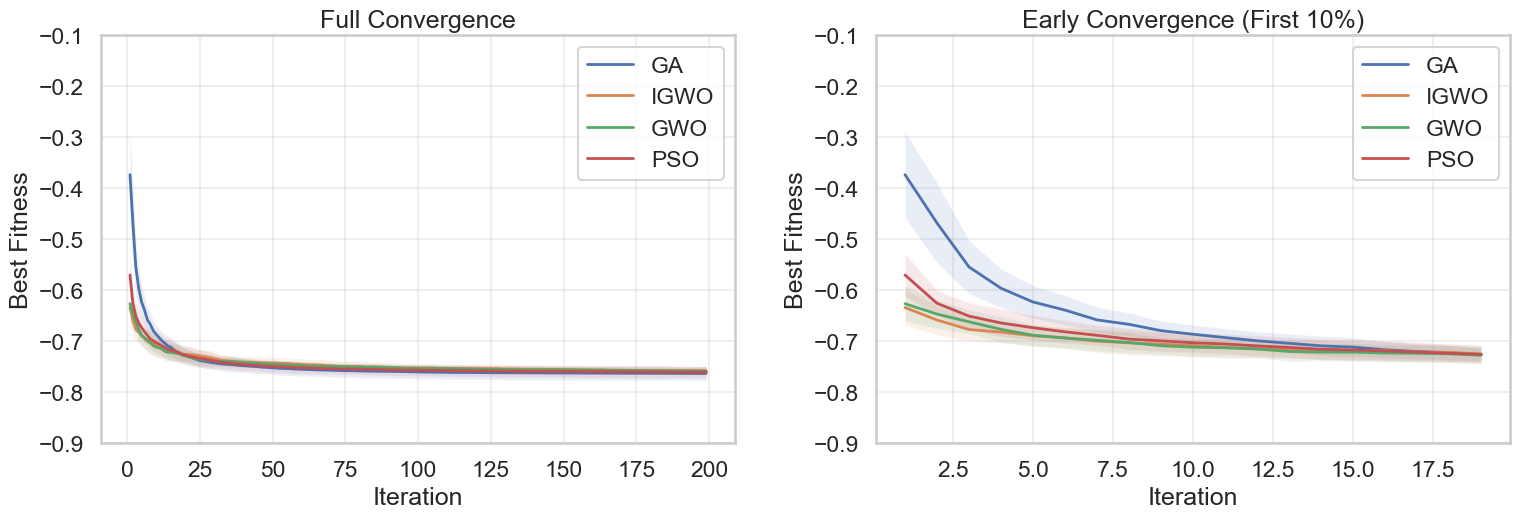 Full Convergence
Best Fitness
−0.1
−0.2
−0.3
−0.4
−0.5
−0.6
−0.7
−0.8
−0.9
GA
IGWO
GWO
PSO
0 25 50 75 100 125 150 175 200
Iteration
Early Convergence (First 10%)
Best Fitness
−0.1
−0.2
−0.3
−0.4
−0.5
−0.6
−0.7
−0.8
−0.9
GA
IGWO
GWO
PSO
2.5 5.0 7.5 10.0 12.5 15.0 17.5
Iteration